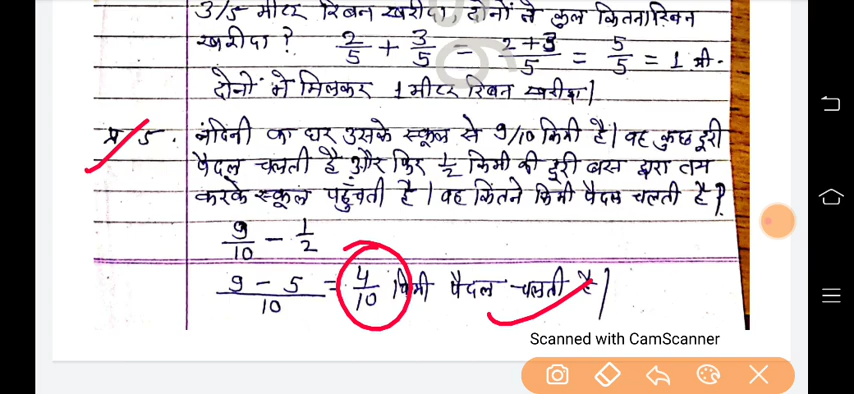 3/5 मीटर रिबन खरीदा, दोनों ने कुल कितना रिबन
खरीदा ? 2/5 + 3/5 = 2+3/5 = 5/5 = 1 मी.
दोनों ने मिलकर 1 मीटर रिबन खरीदा|
प्र 5. नंदिनी का घर उसके स्कूल से 9/10 किमी है| वह कुछ दूरी
पैदल चलती है और फिर 1/2 किमी की दूरी बस द्वारा तय
करके स्कूल पहुँचती है | वह कितने किमी पैदल चलती है ?
9/10 - 1/2
9 - 5/10 = 4/10 किमी पैदल चलती है|
Scanned with CamScanner